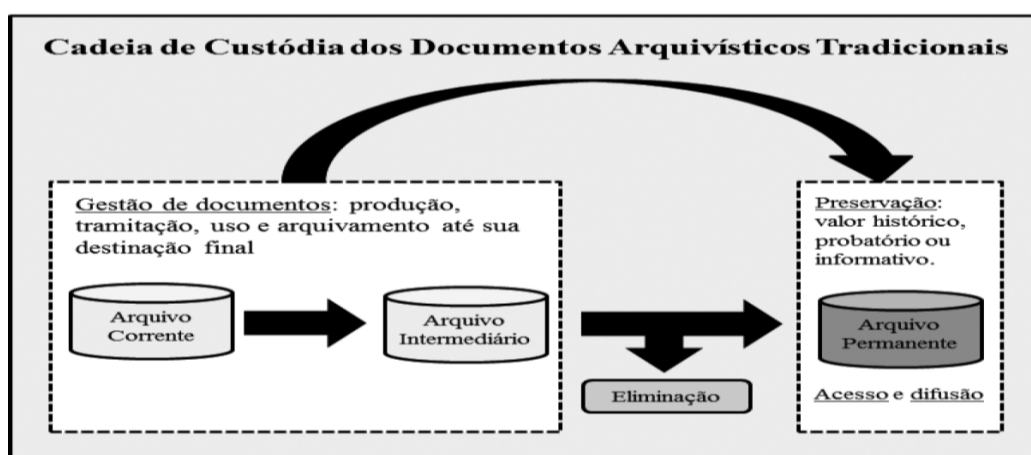 Cadeia de Custódia dos Documentos Arquivísticos Tradicionais
Gestão de documentos: produção,
tramitação, uso e arquivamento até sua
destinação final
Arquivo
Corrente
Arquivo
Intermediário
Eliminação
Preservação:
valor histórico,
probatório ou
informativo.
Arquivo
Permanente
Acesso e difusão